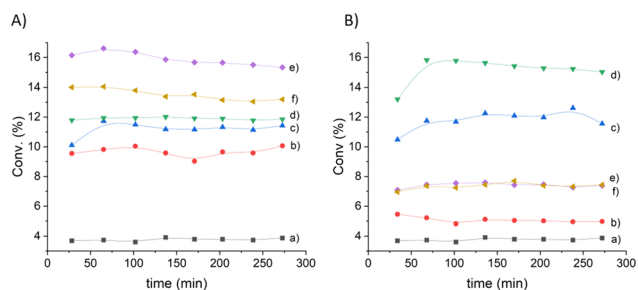 A)
Conv. (%)
16
14
12
10
8
6
4
e)
f)
d)
c)
b)
a)
0 50 100 150 200 250 300
time (min)
B)
Conv (%)
16
14
12
10
8
6
4
d)
c)
e)
f)
b)
a)
0 50 100 150 200 250 300
time (min)